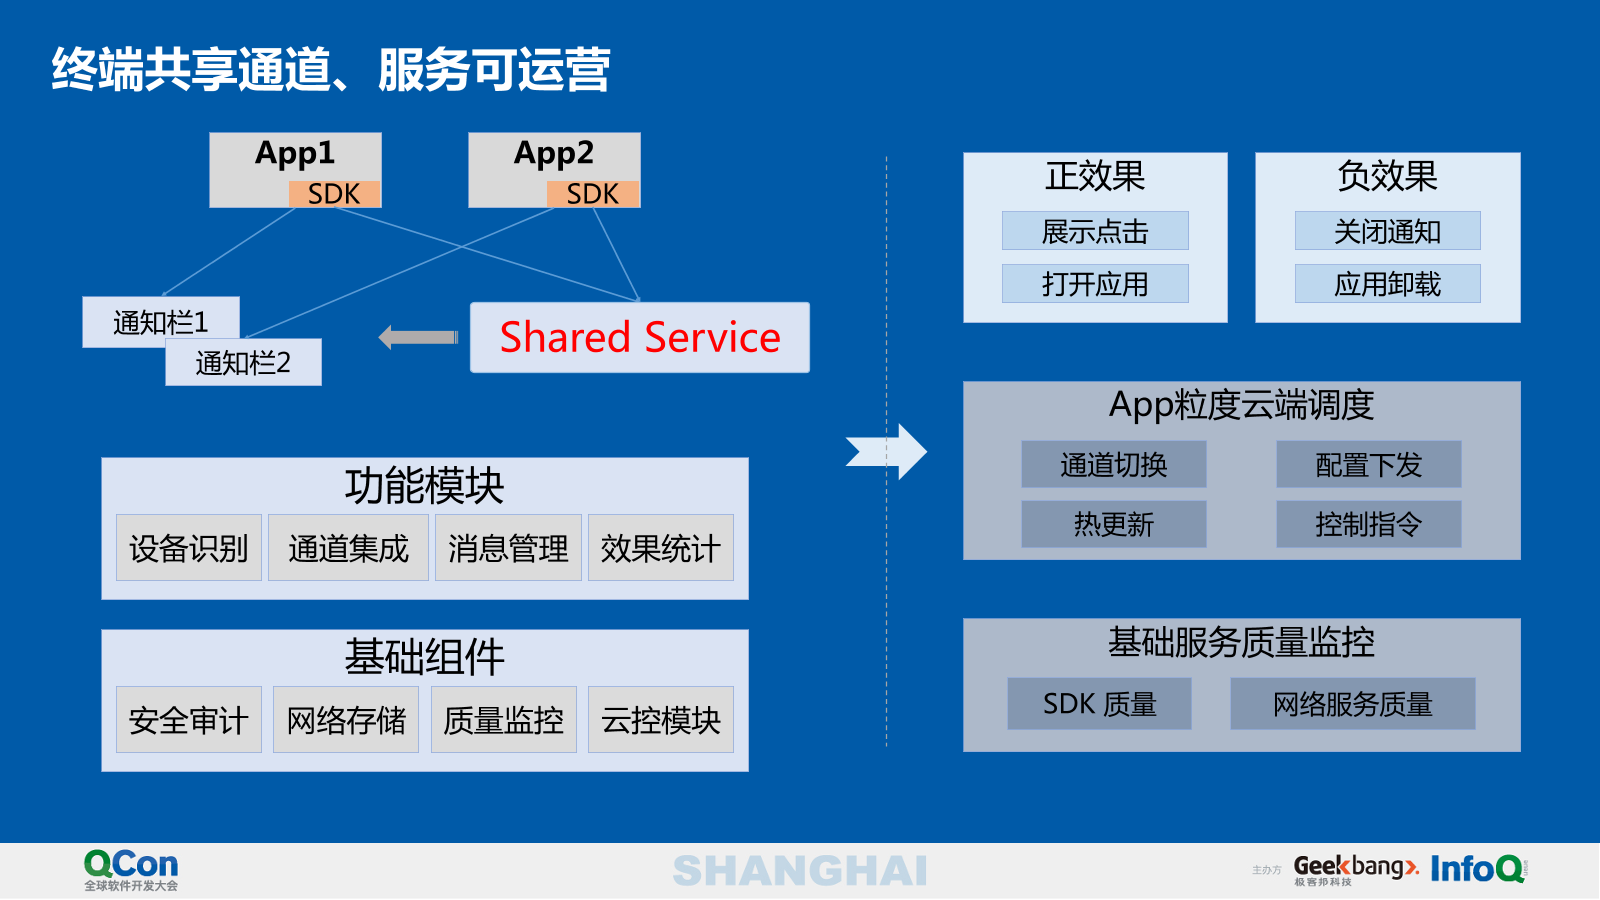 终端共享通道、服务可运营
App1
SDK
App2
SDK
通知栏1
通知栏2
Shared Service
功能模块
设备识别
通道集成
消息管理
效果统计
基础组件
安全审计
网络存储
质量监控
云控模块
正效果
展示点击
打开应用
负效果
关闭通知
应用卸载
App粒度云端调度
通道切换
配置下发
热更新
控制指令
基础服务质量监控
SDK 质量
网络服务质量
QCon
全球软件开发大会
SHANGHAI
主办方
Geekbang>.
极客邦科技
InfoQ